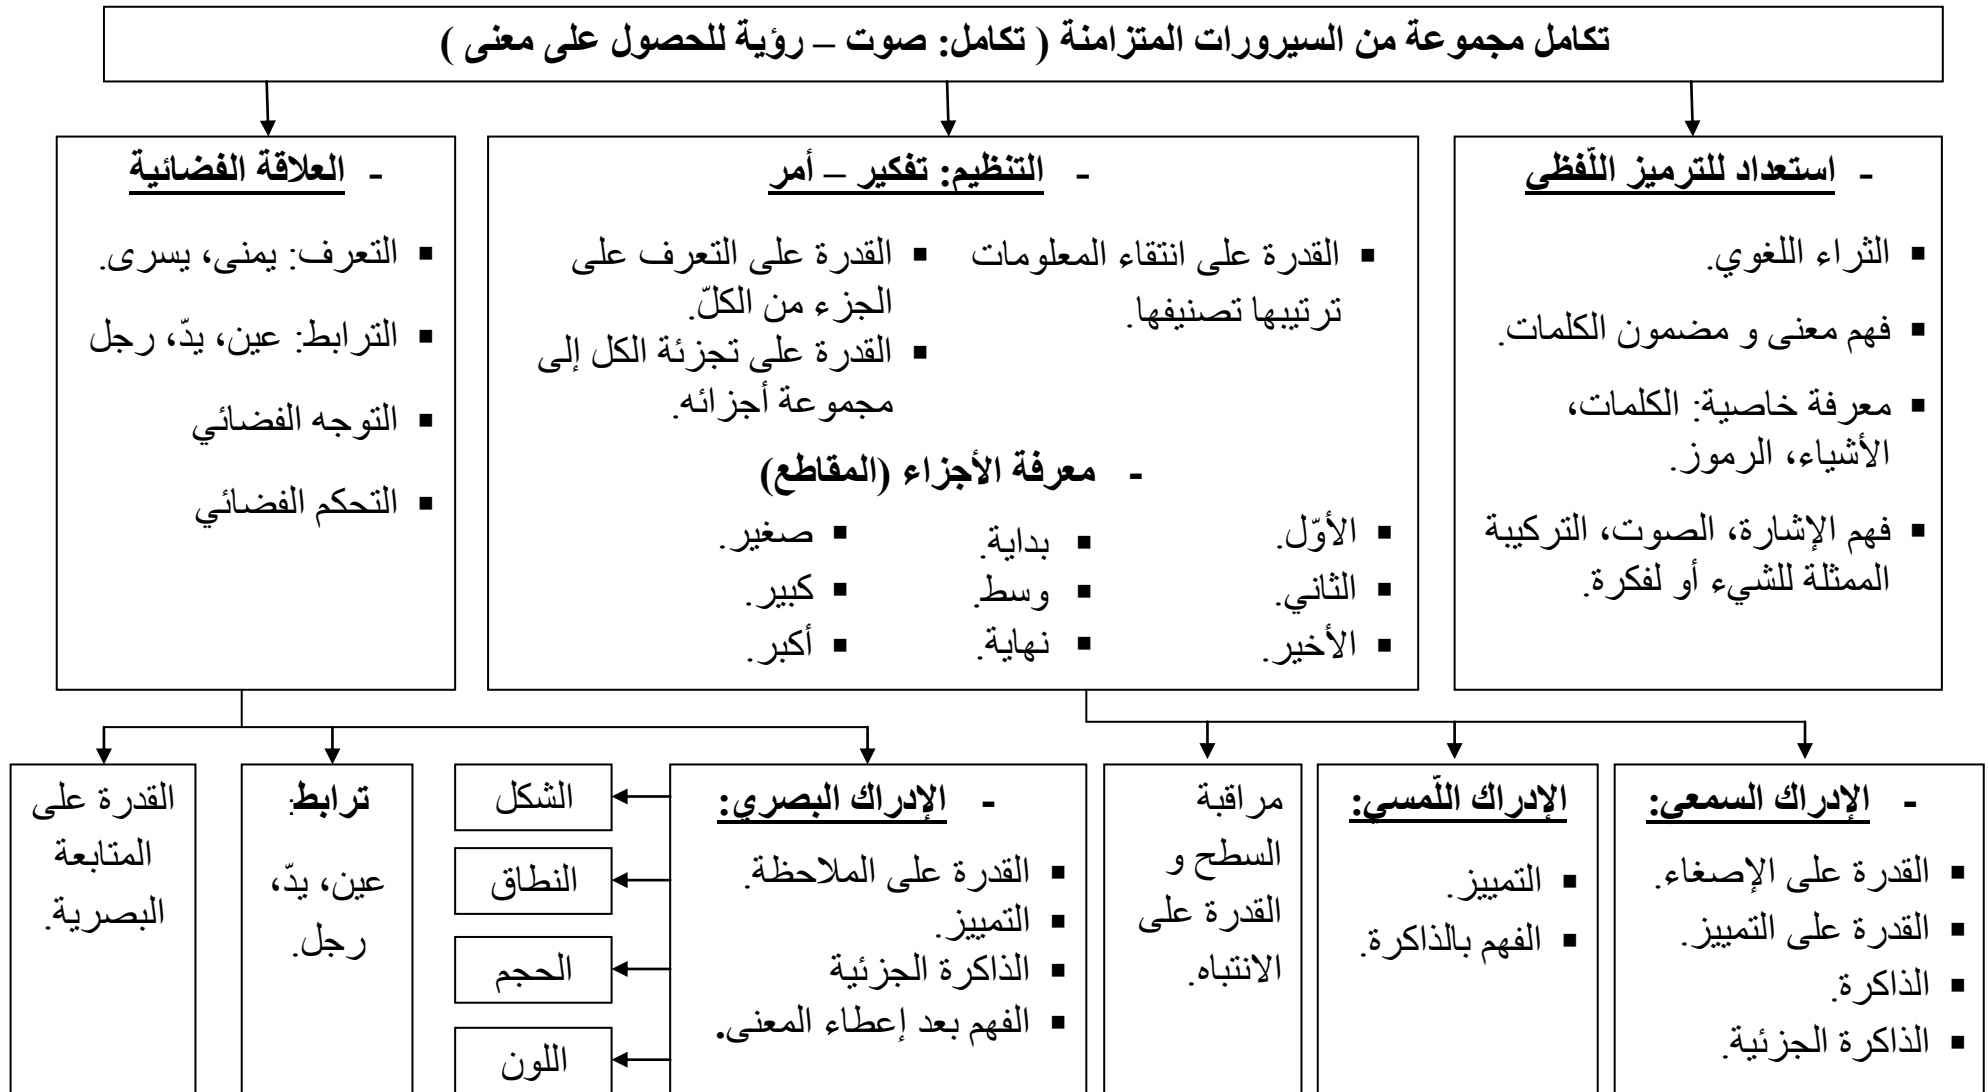 تكامل مجموعة من السيرورات المتزامنة ( تكامل: صوت – رؤية للحصول على معنى )
- استعداد للترميز اللّفظي
▪ الثراء اللغوي.
▪ فهم معنى و مضمون الكلمات.
▪ معرفة خاصية: الكلمات،
الأشياء، الرموز.
▪ فهم الإشارة، الصوت، التركيبة
الممثلة للشيء أو لفكرة.
- التنظيم: تفكير – أمر
▪ القدرة على انتقاء المعلومات
ترتيبها تصنيفها.
▪ القدرة على التعرف على
الجزء من الكلّ.
▪ القدرة على تجزئة الكل إلى
مجموعة أجزائه.
- معرفة الأجزاء (المقاطع)
▪ الأوّل.
▪ الثاني.
▪ الأخير.
▪ بداية.
▪ وسط.
▪ نهاية.
▪ صغير.
▪ كبير.
▪ أكبر.
- العلاقة الفضائية
▪ التعرف: يمنى، يسرى.
▪ الترابط: عين، يدّ، رجل
▪ التوجه الفضائي
▪ التحكم الفضائي
- الإدراك السمعي:
▪ القدرة على الإصغاء.
▪ القدرة على التمييز.
▪ الذاكرة.
▪ الذاكرة الجزئية.
الإدراك اللّمسي:
▪ التمييز.
▪ الفهم بالذاكرة.
مراقبة
السطح و
القدرة على
الانتباه.
- الإدراك البصري:
▪ القدرة على الملاحظة.
▪ التمييز.
▪ الذاكرة الجزئية
▪ الفهم بعد إعطاء المعنى.
الشكل
النطاق
الحجم
اللون
ترابط:
عين، يدّ،
رجل.
القدرة على
المتابعة
البصرية.